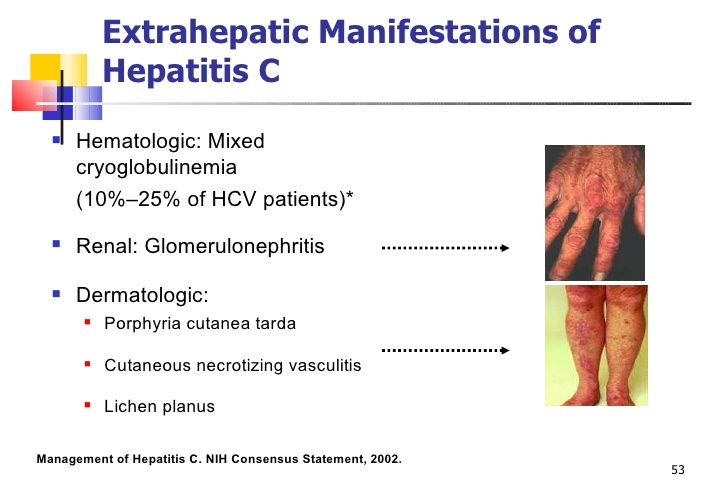 Extrahepatic Manifestations of
Hepatitis C
Hematologic: Mixed
cryoglobulinemia
(10%–25% of HCV patients)*
Renal: Glomerulonephritis
Dermatologic:
Porphyria cutanea tarda
Cutaneous necrotizing vasculitis
Lichen planus
Management of Hepatitis C. NIH Consensus Statement, 2002.
53